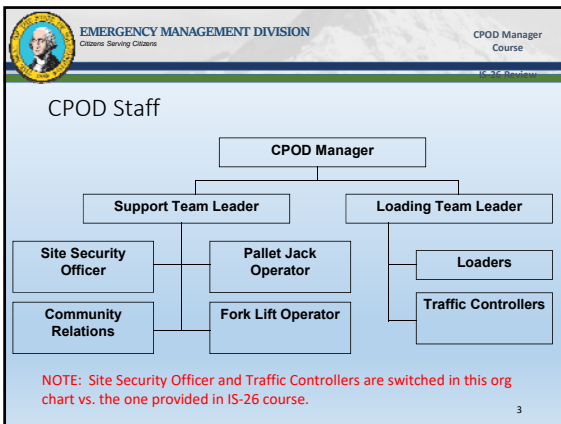 EMERGENCY MANAGEMENT DIVISION
Citizens Serving Citizens
CPOD Manager
Course
IS-26 Review
CPOD Staff
CPOD Manager
Support Team Leader
Loading Team Leader
Site Security
Officer
Pallet Jack
Operator
Loaders
Community
Relations
Fork Lift Operator
Traffic Controllers
NOTE: Site Security Officer and Traffic Controllers are switched in this org
chart vs. the one provided in IS-26 course.
3